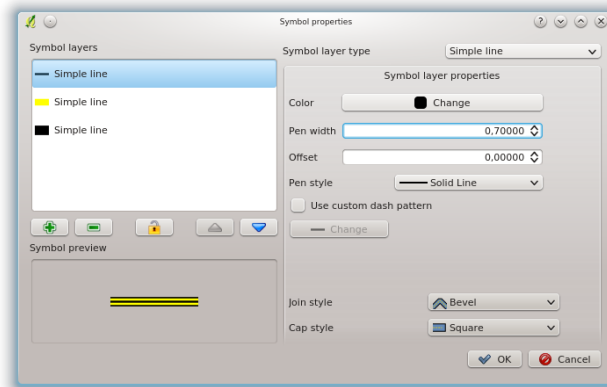 Symbol properties
Symbol layers
Simple line
Simple line
Simple line
Symbol preview
Symbol layer type
Simple line
Symbol layer properties
Color
Change
Pen width
0,70000
Offset
0,00000
Pen style
Solid Line
Use custom dash pattern
Change
Join style
Bevel
Cap style
Square
OK
Cancel